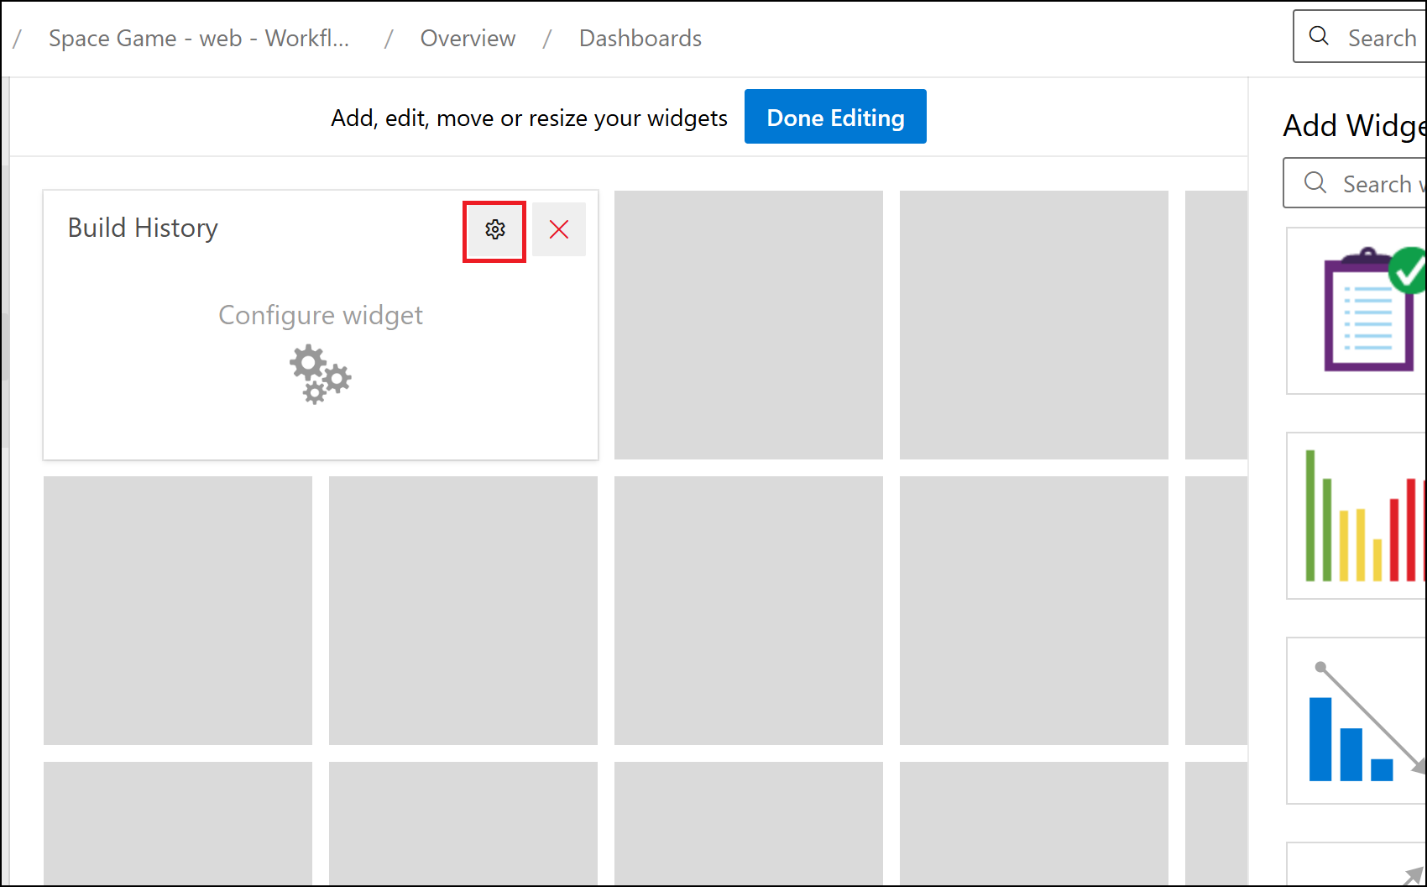 / Space Game - web - Workfl... / Overview / Dashboards
Search
Add, edit, move or resize your widgets
Done Editing
Build History
Configure widget
Add Widge
Search